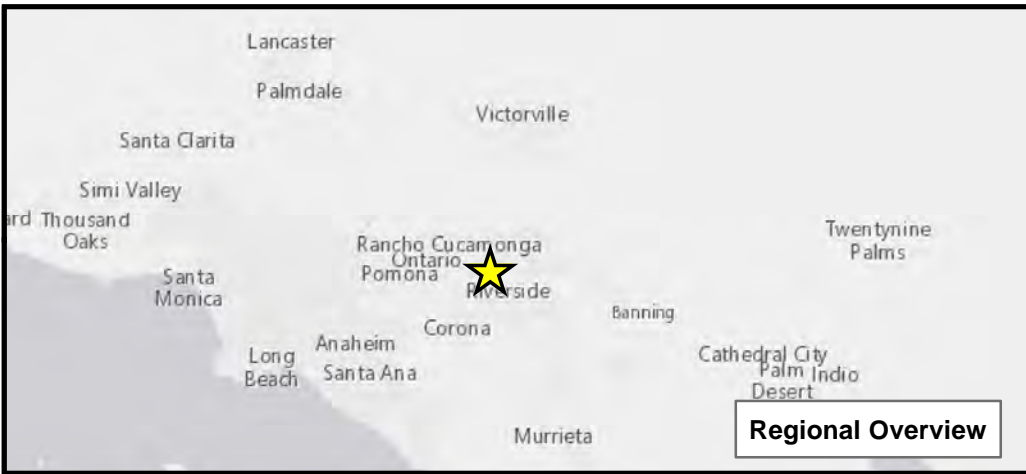 Lancaster
Palmdale
Victorville
Santa Clarita
Simi Valley
ard Thousand
Oaks
Twentynine
Palms
Rancho Cucamonga
Ontario
Pomona
Santa
Monica
Riverside
Banning
Corona
Anaheim
Long
Beach
Santa Ana
Cathedral City
Palm
Desert
Indio
Murrieta
Regional Overview